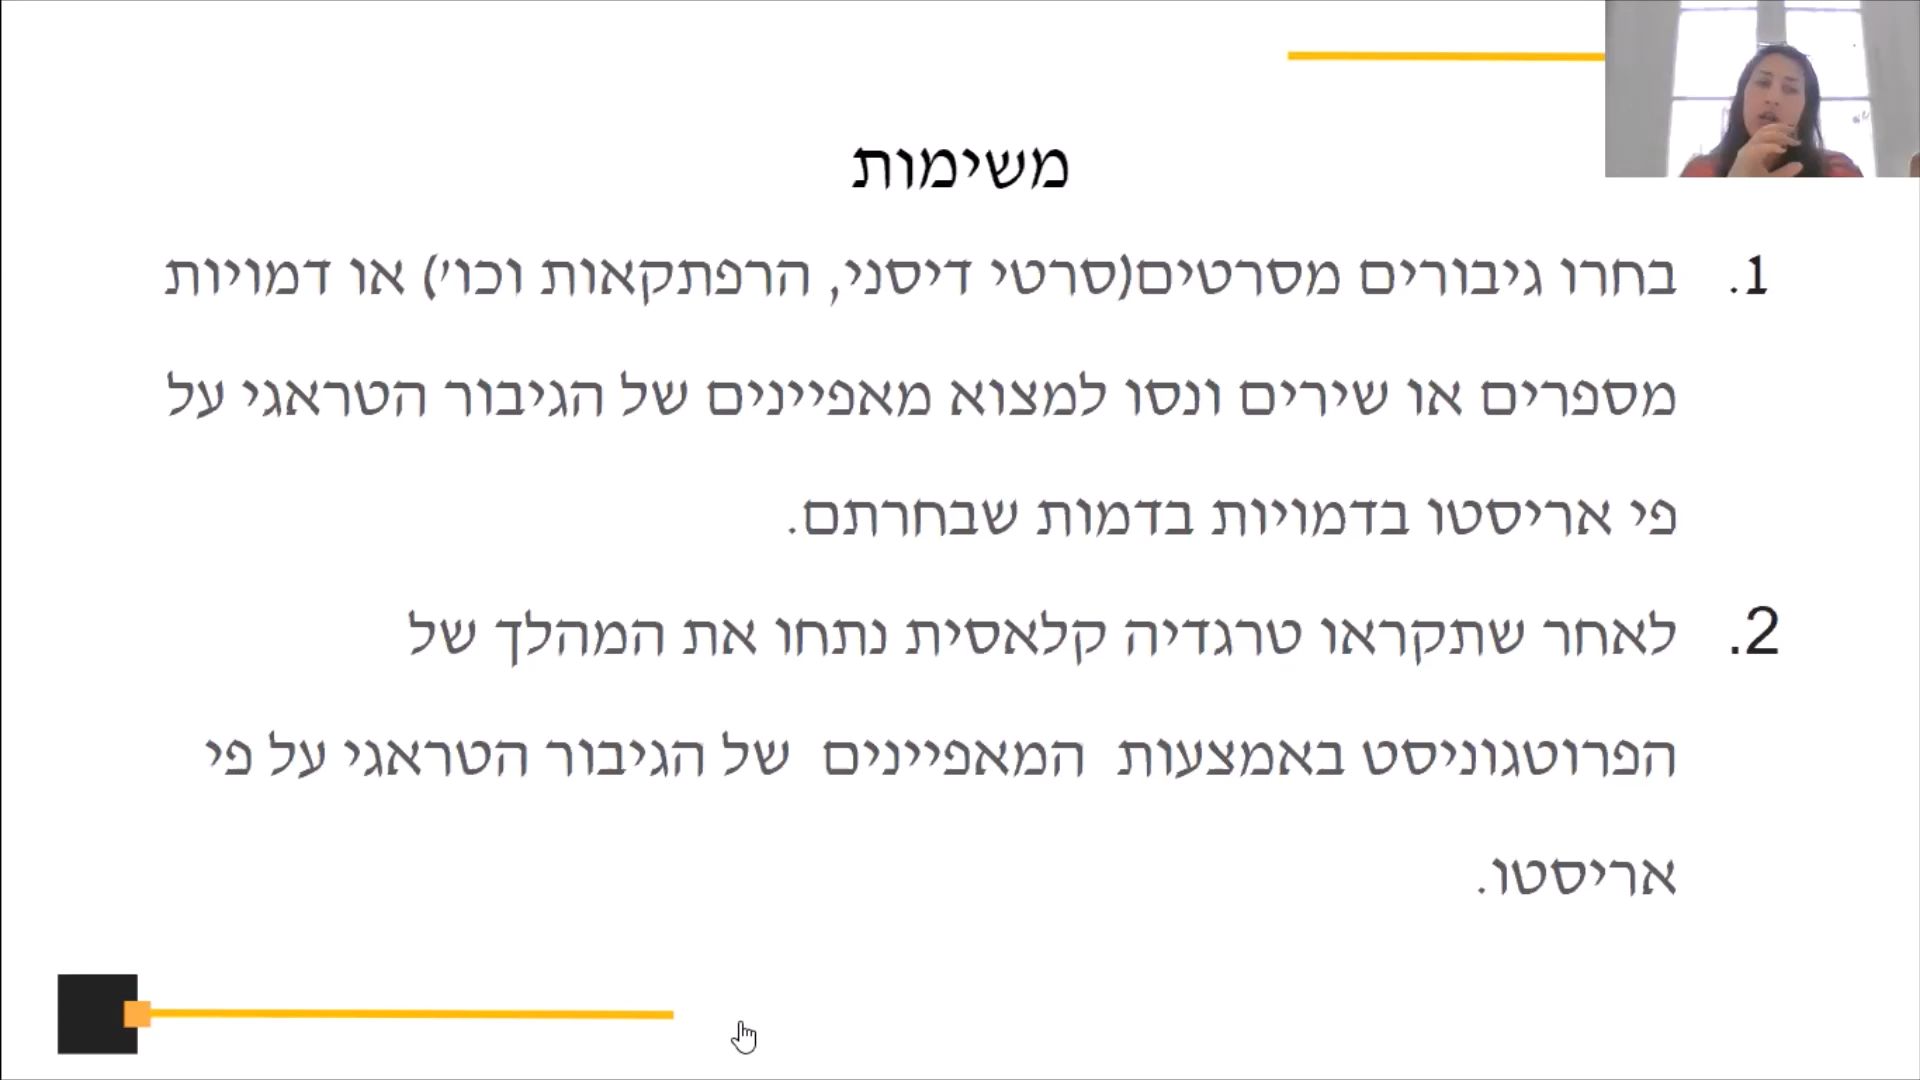 משימות
1. בחרו גיבורים מסרטים(סרטי דיסני, הרפתקאות וכו') או דמויות
מספרים או שירים ונסו למצוא מאפיינים של הגיבור הטראגי על
פי אריסטו בדמויות בדמות שבחרתם.
2. לאחר שתקראו טרגדיה קלאסית נתחו את המהלך של
הפרוטגוניסט באמצעות  המאפיינים  של הגיבור הטראגי על פי
אריסטו.